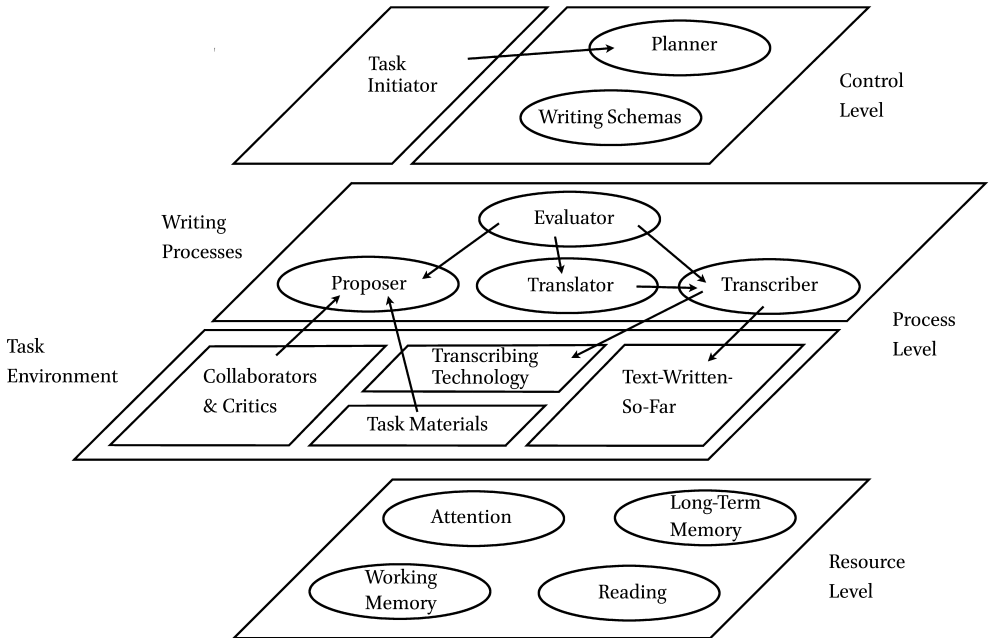 Task
Initiator
Planner
Writing Schemas
Control
Level
Writing
Processes
Evaluator
Proposer
Translator
Transcriber
Process
Level
Task
Environment
Collaborators
& Critics
Transcribing
Technology
Task Materials
Text-Written-
So-Far
Attention
Long-Term
Memory
Working
Memory
Reading
Resource
Level